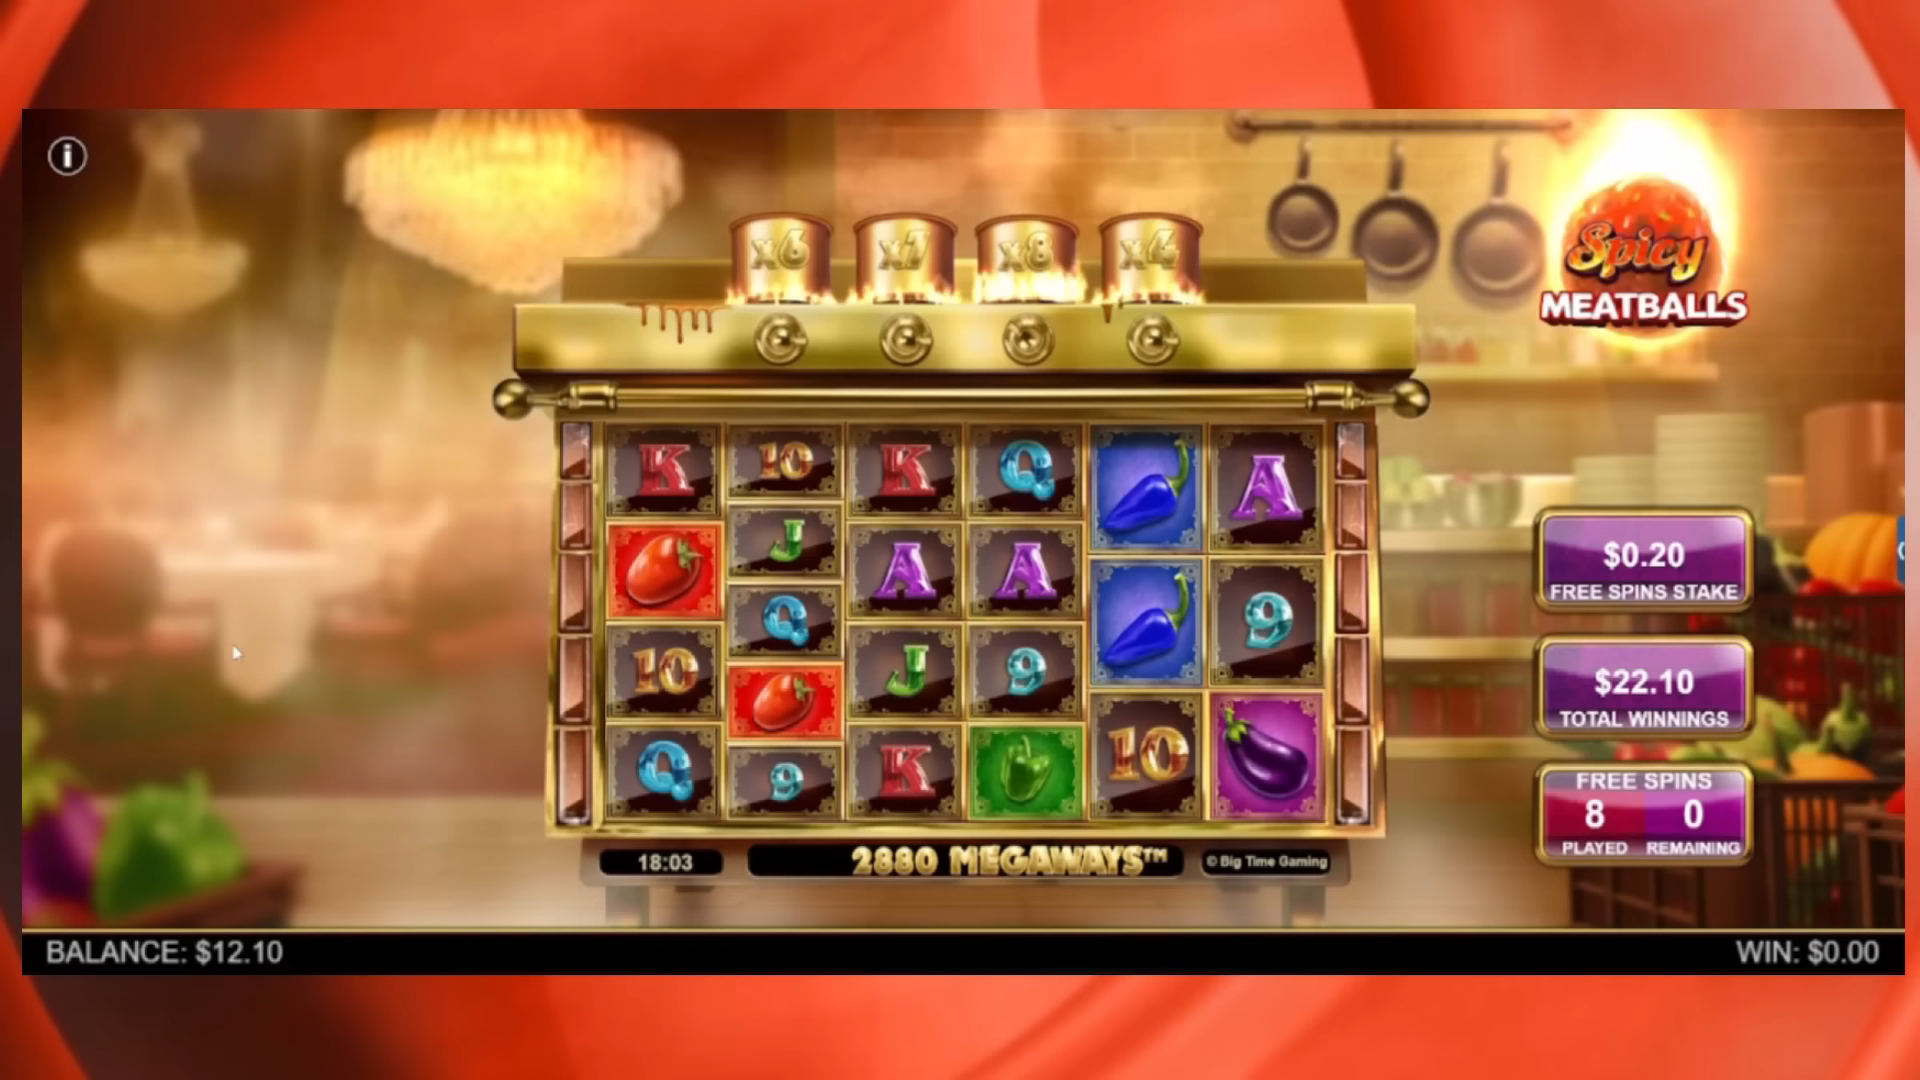 i
x6 x7 x8 x4
Spicy
MEATBALLS
K 10 K Q A
J
A A
Q 9
10 J 9
10
Q 9 K
$0.20
FREE SPINS STAKE
$22.10
TOTAL WINNINGS
FREE SPINS
8 0
PLAYED REMAINING
18:03 2880 MEGAWAYS™ © Big Time Gaming
BALANCE: $12.10 WIN: $0.00